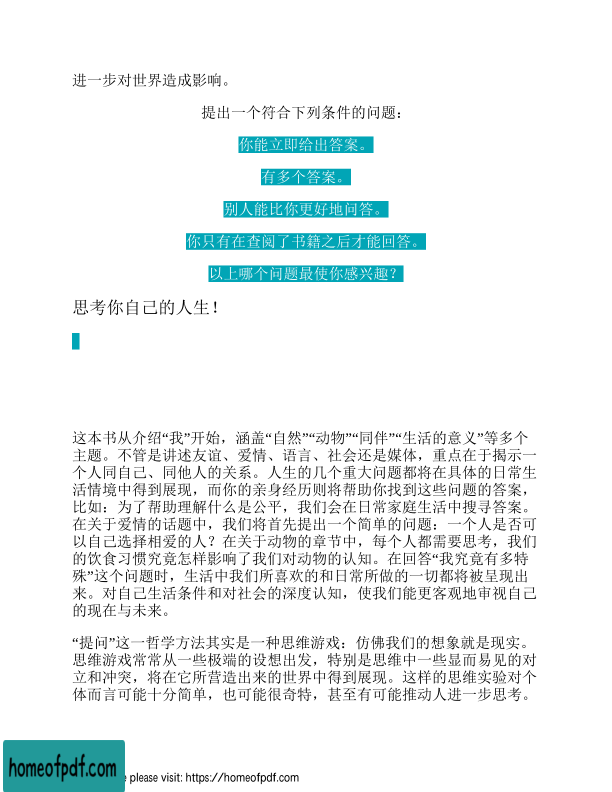 进一步对世界造成影响。
提出一个符合下列条件的问题：
你能立即给出答案。
有多个答案。
别人能比你更好地问答。
你只有在查阅了书籍之后才能回答。
以上哪个问题最使你感兴趣？
思考你自己的人生！
这本书从介绍“我”开始，涵盖“自然”“动物”“同伴”“生活的意义”等多个
主题。不管是讲述友谊、爱情、语言、社会还是媒体，重点在于揭示一
个人同自己、同他人的关系。人生的几个重大问题都将在具体的日常生
活情境中得到展现，而你的亲身经历则将帮助你找到这些问题的答案，
比如：为了帮助理解什么是公平，我们会在日常家庭生活中搜寻答案。
在关于爱情的话题中，我们将首先提出一个简单的问题：一个人是否可
以自己选择相爱的人？在关于动物的章节中，每个人都需要思考，我们
的饮食习惯究竟怎样影响了我们对动物的认知。在回答“我究竟有多特
殊”这个问题时，生活中我们所喜欢的和日常所做的一切都将被呈现出
来。对自己生活条件和对社会的深度认知，使我们能更客观地审视自己
的现在与未来。
“提问”这一哲学方法其实是一种思维游戏：仿佛我们的想象就是现实。
思维游戏常常从一些极端的设想出发，特别是思维中一些显而易见的对
立和冲突，将在它所营造出来的世界中得到展现。这样的思维实验对个
体而言可能十分简单，也可能很奇特，甚至有可能推动人进一步思考。
homeofpdf.com
e please visit: https://homeofpdf.com